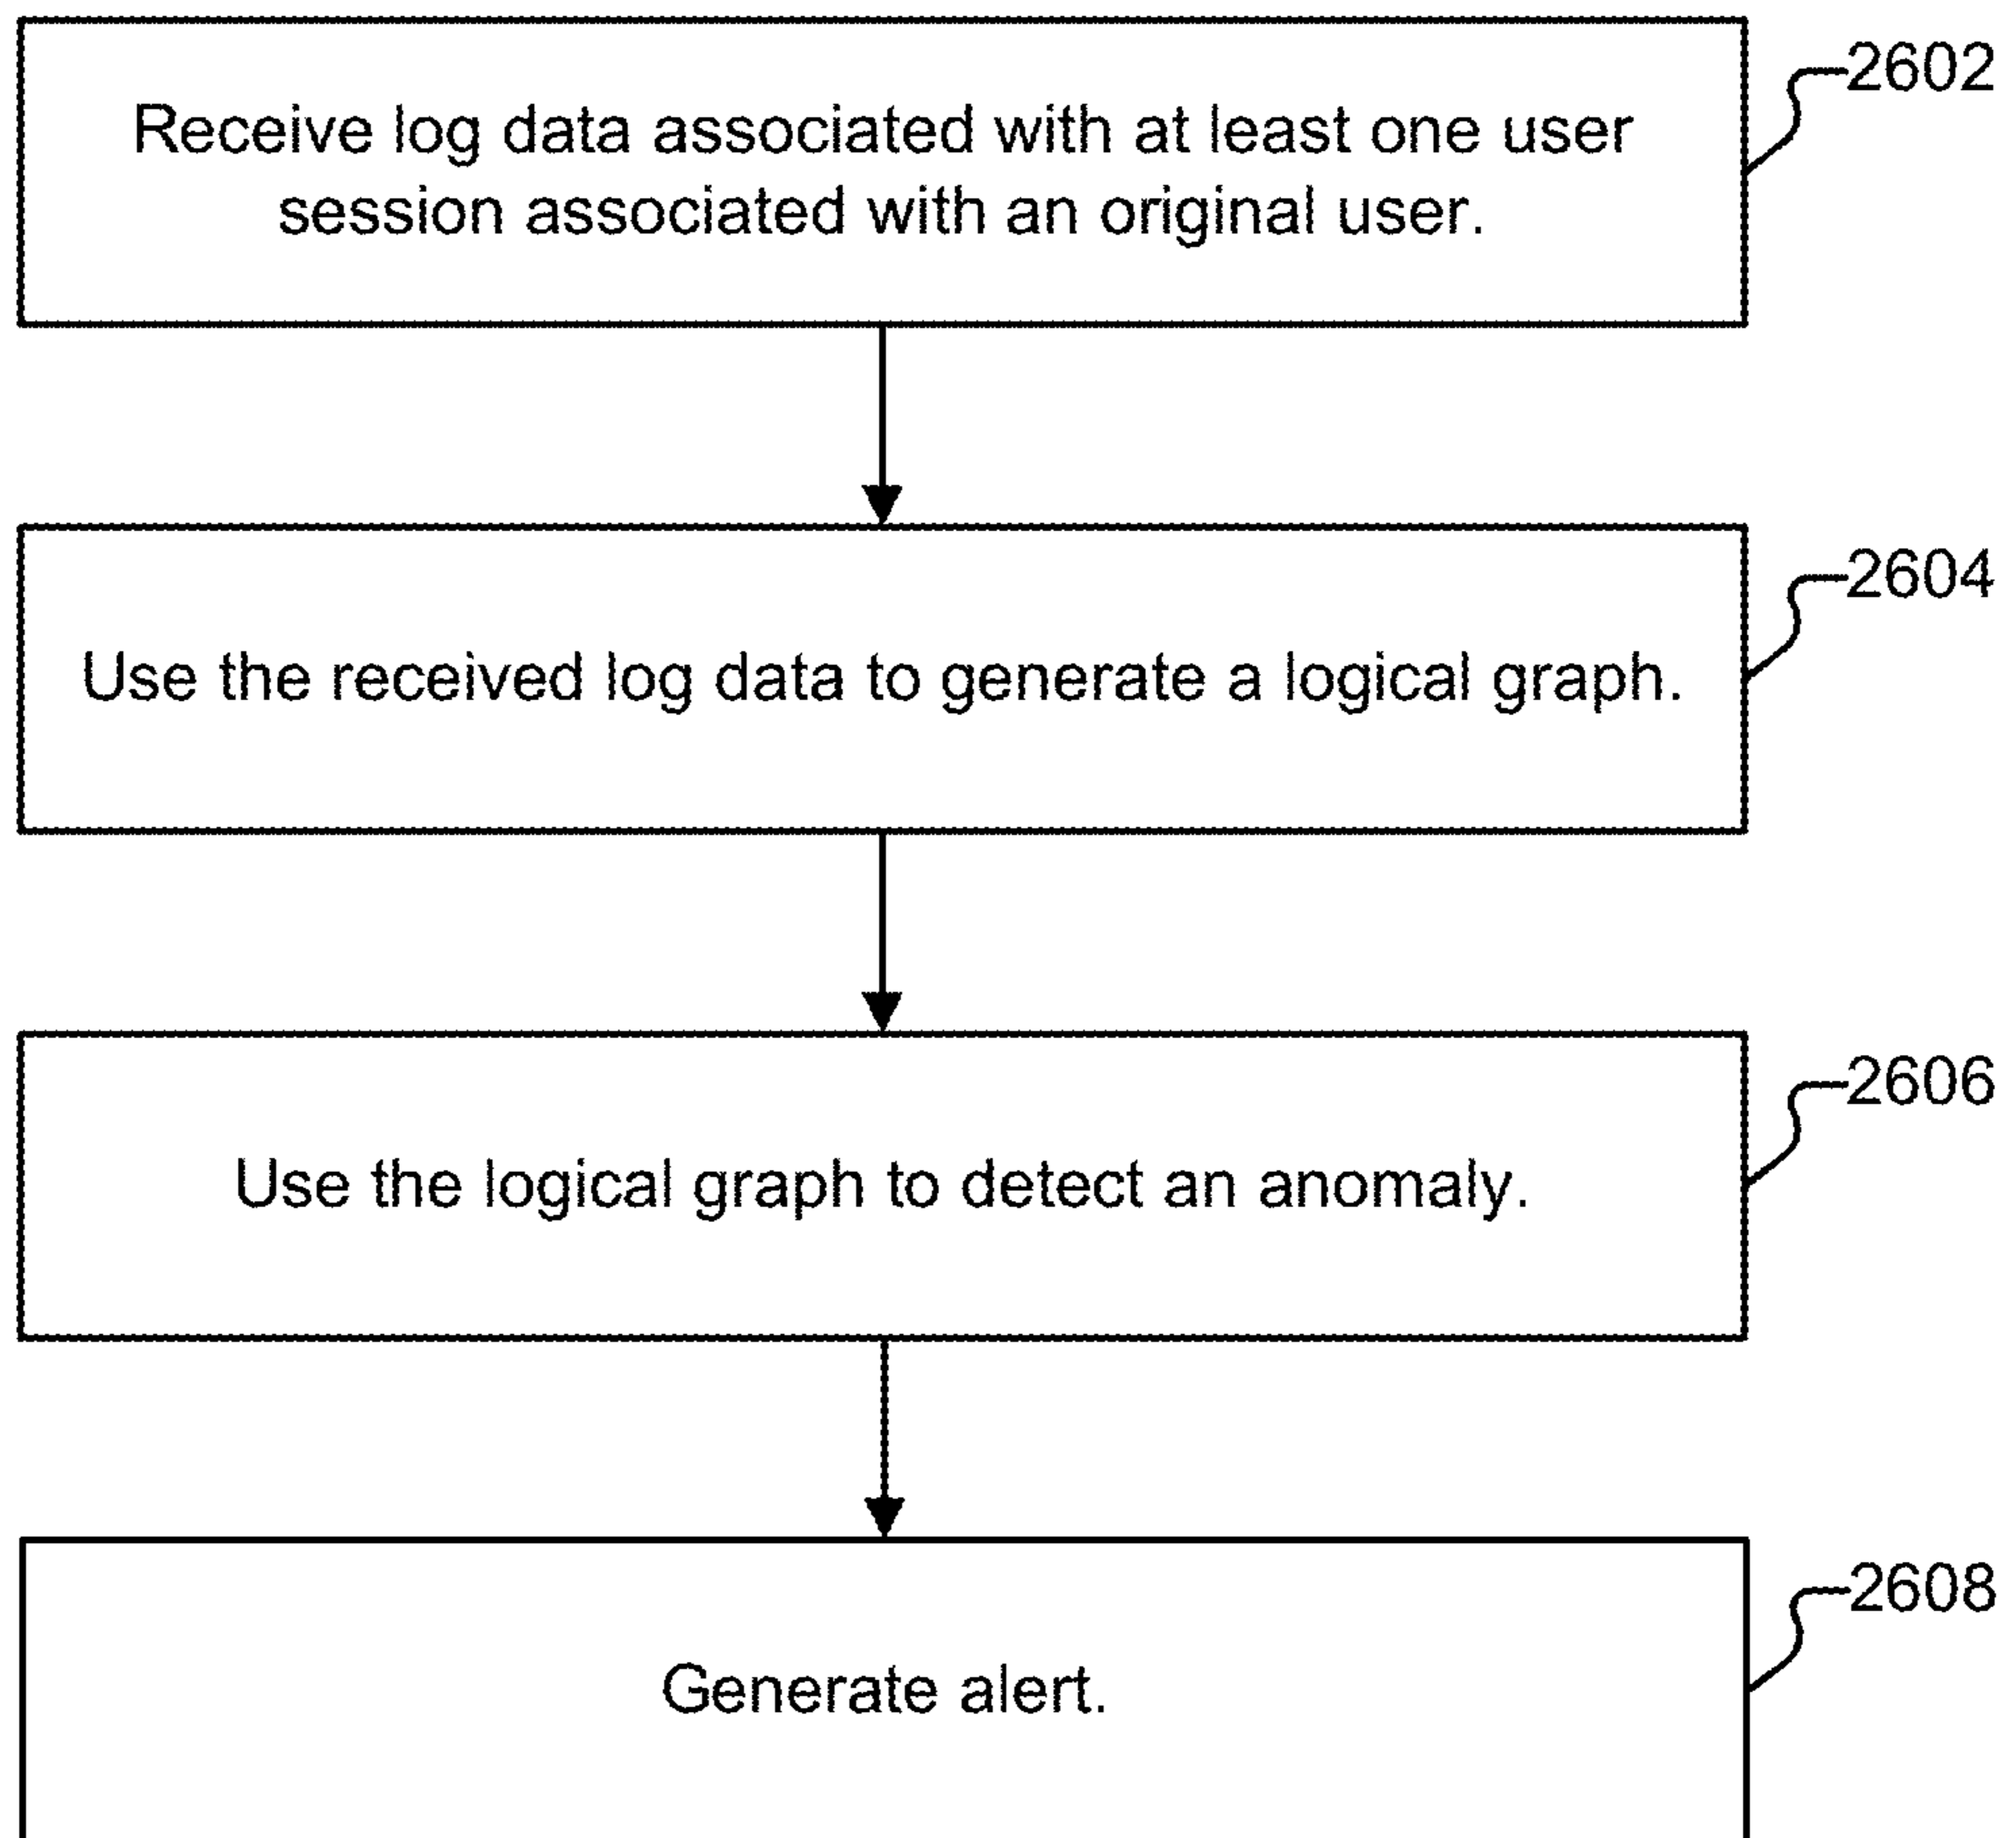 2602
Receive log data associated with at least one user
session associated with an original user.
2604
Use the received log data to generate a logical graph.
2606
Use the logical graph to detect an anomaly.
2608
Generate alert.